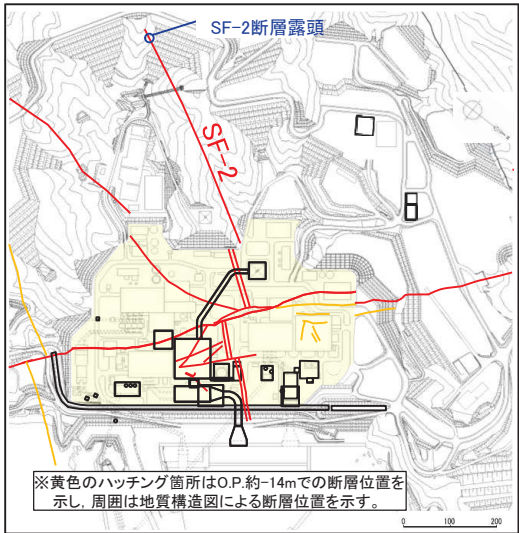 SF-2断層露頭
SF-2
※黄色のハッチング箇所はO.P.約-14mでの断層位置を
示し，周囲は地質構造図による断層位置を示す。
0 100 200